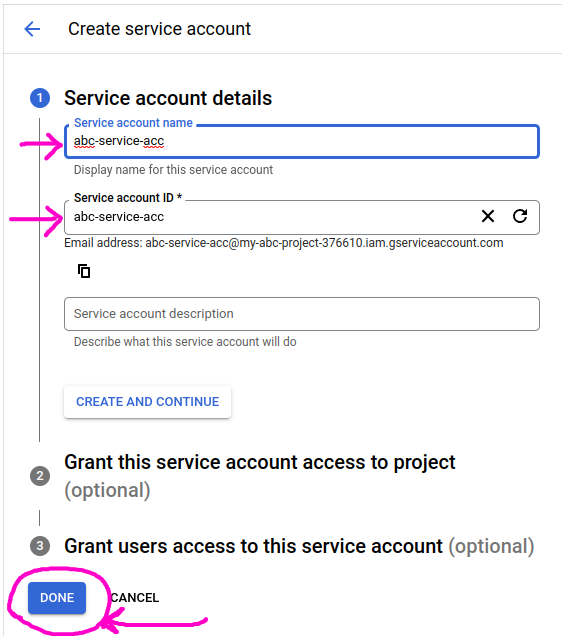 Create service account
1 Service account details
Service account name
abc-service-acc
Display name for this service account
Service account ID *
abc-service-acc
Email address: abc-service-acc@my-abc-project-376610.iam.gserviceaccount.com
Service account description
Describe what this service account will do
CREATE AND CONTINUE
2 Grant this service account access to project
(optional)
3 Grant users access to this service account (optional)
DONE CANCEL